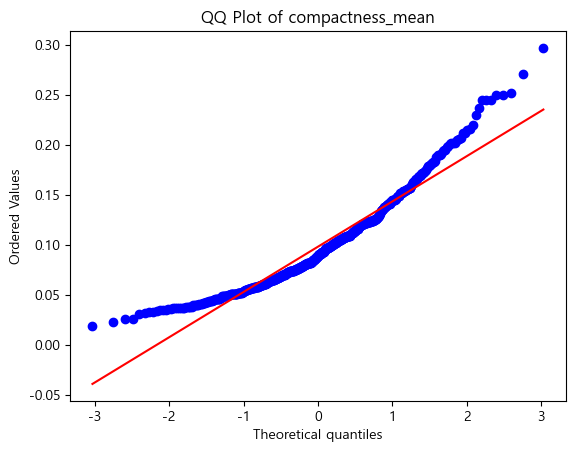 QQ Plot of compactness_mean
0.30
0.25
0.20
0.15
0.10
0.05
0.00
-0.05
Ordered Values
-3 -2 -1 0 1 2 3
Theoretical quantiles